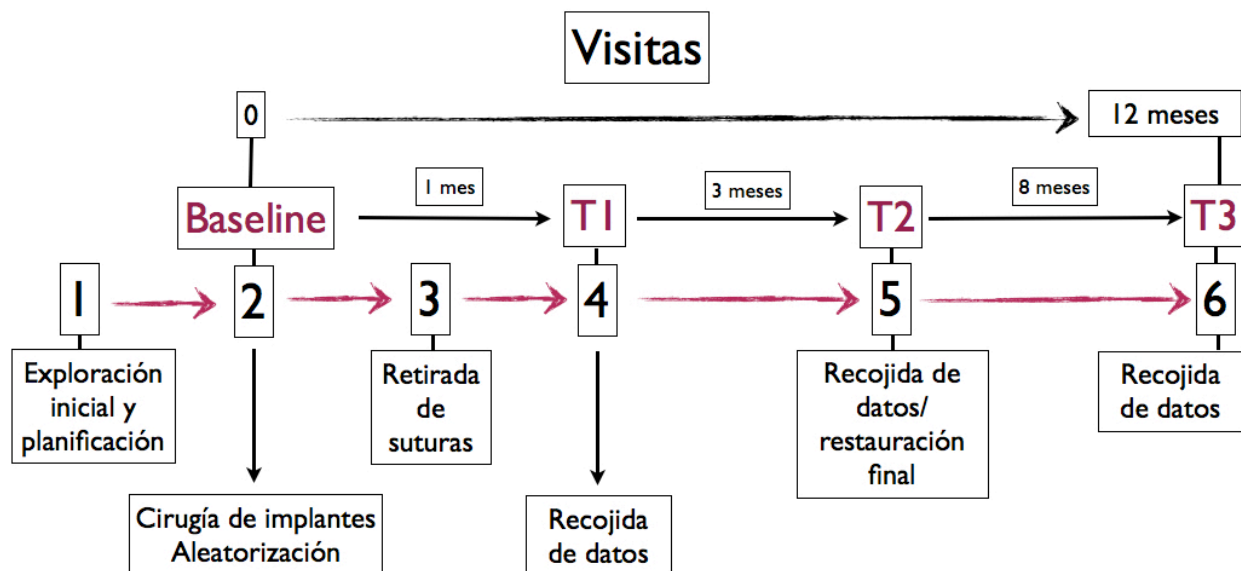 Visitas
0
12 meses
1 mes
3 meses
8 meses
Baseline
T1
T2
T3
1
2
3
4
5
6
Exploración
inicial y
planificación
Retirada
de
suturas
Recojida de
datos/
restauración
final
Recojida
de datos
Cirugía de implantes
Aleatorización
Recojida
de datos